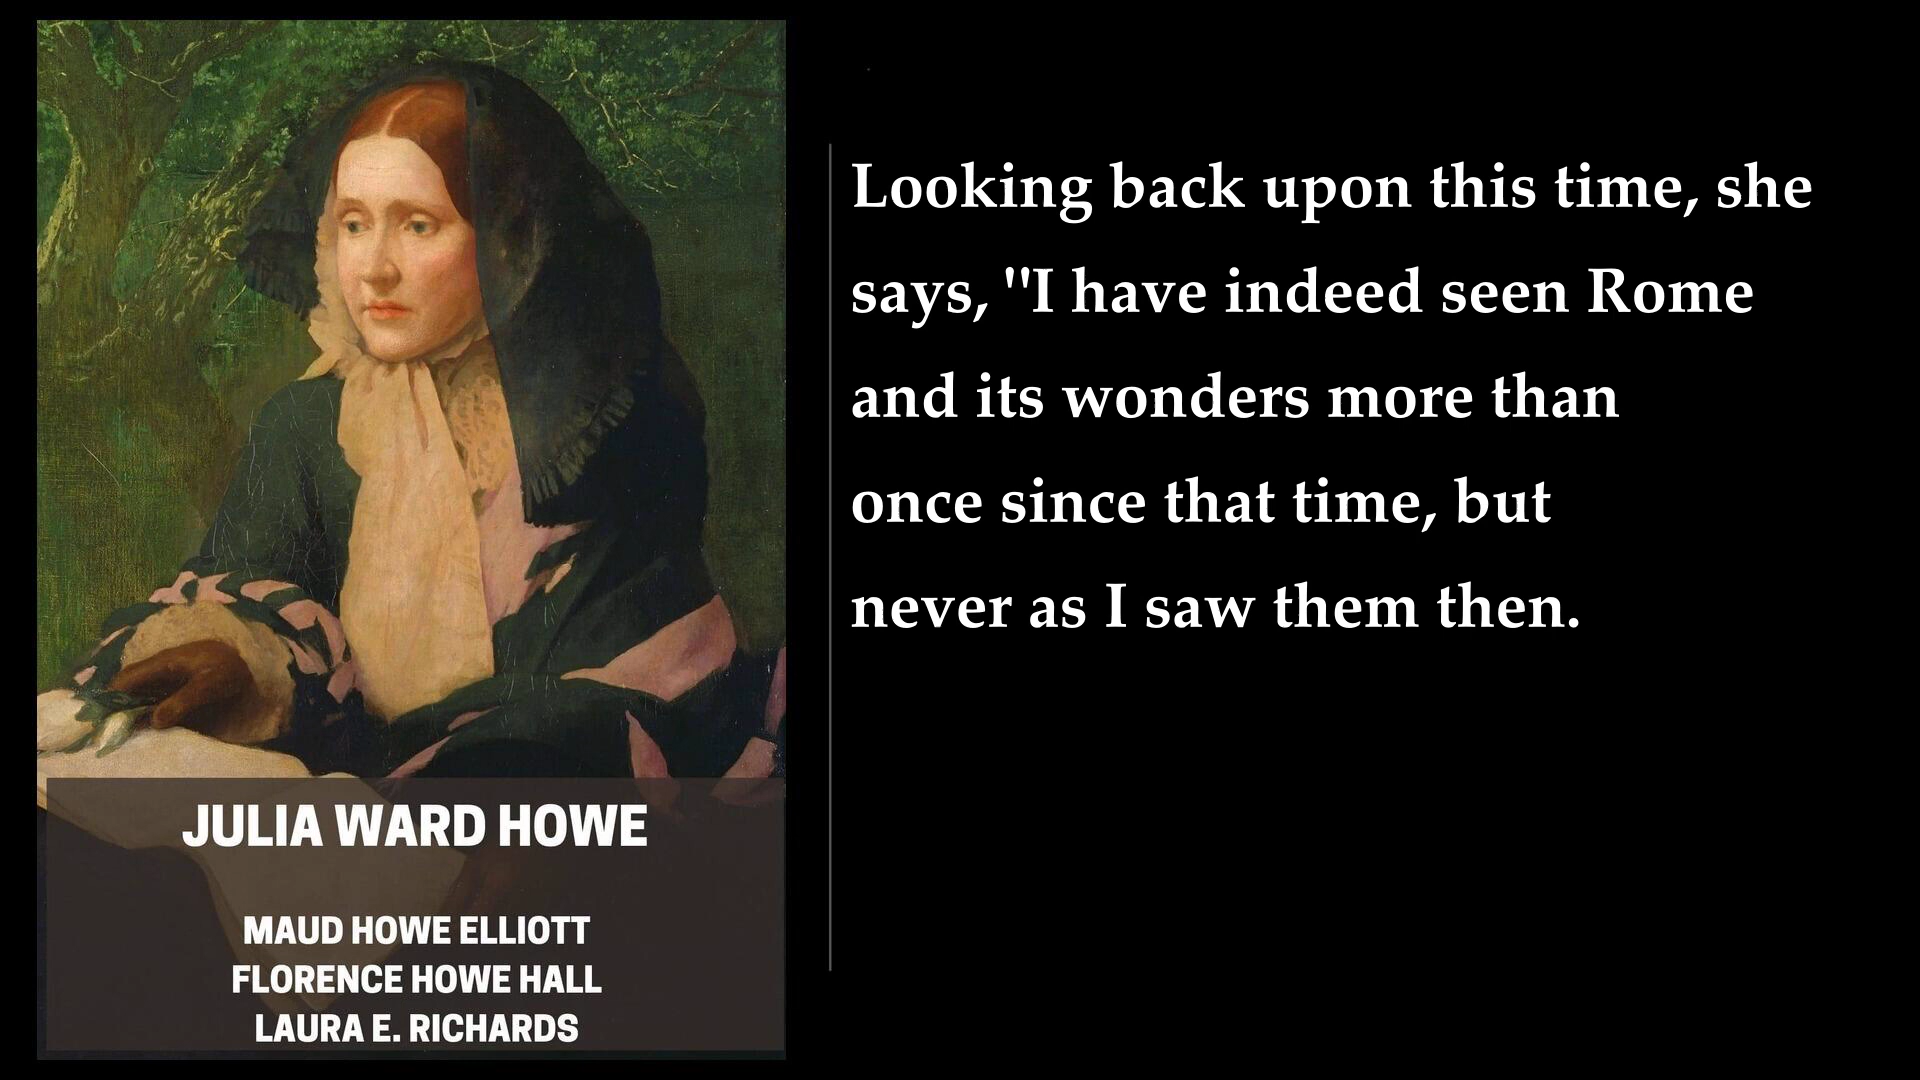 Looking back upon this time, she
says, "I have indeed seen Rome
and its wonders more than
once since that time, but
never as I saw them then.
JULIA WARD HOWE
MAUD HOWE ELLIOTT
FLORENCE HOWE HALL
LAURA E. RICHARDS